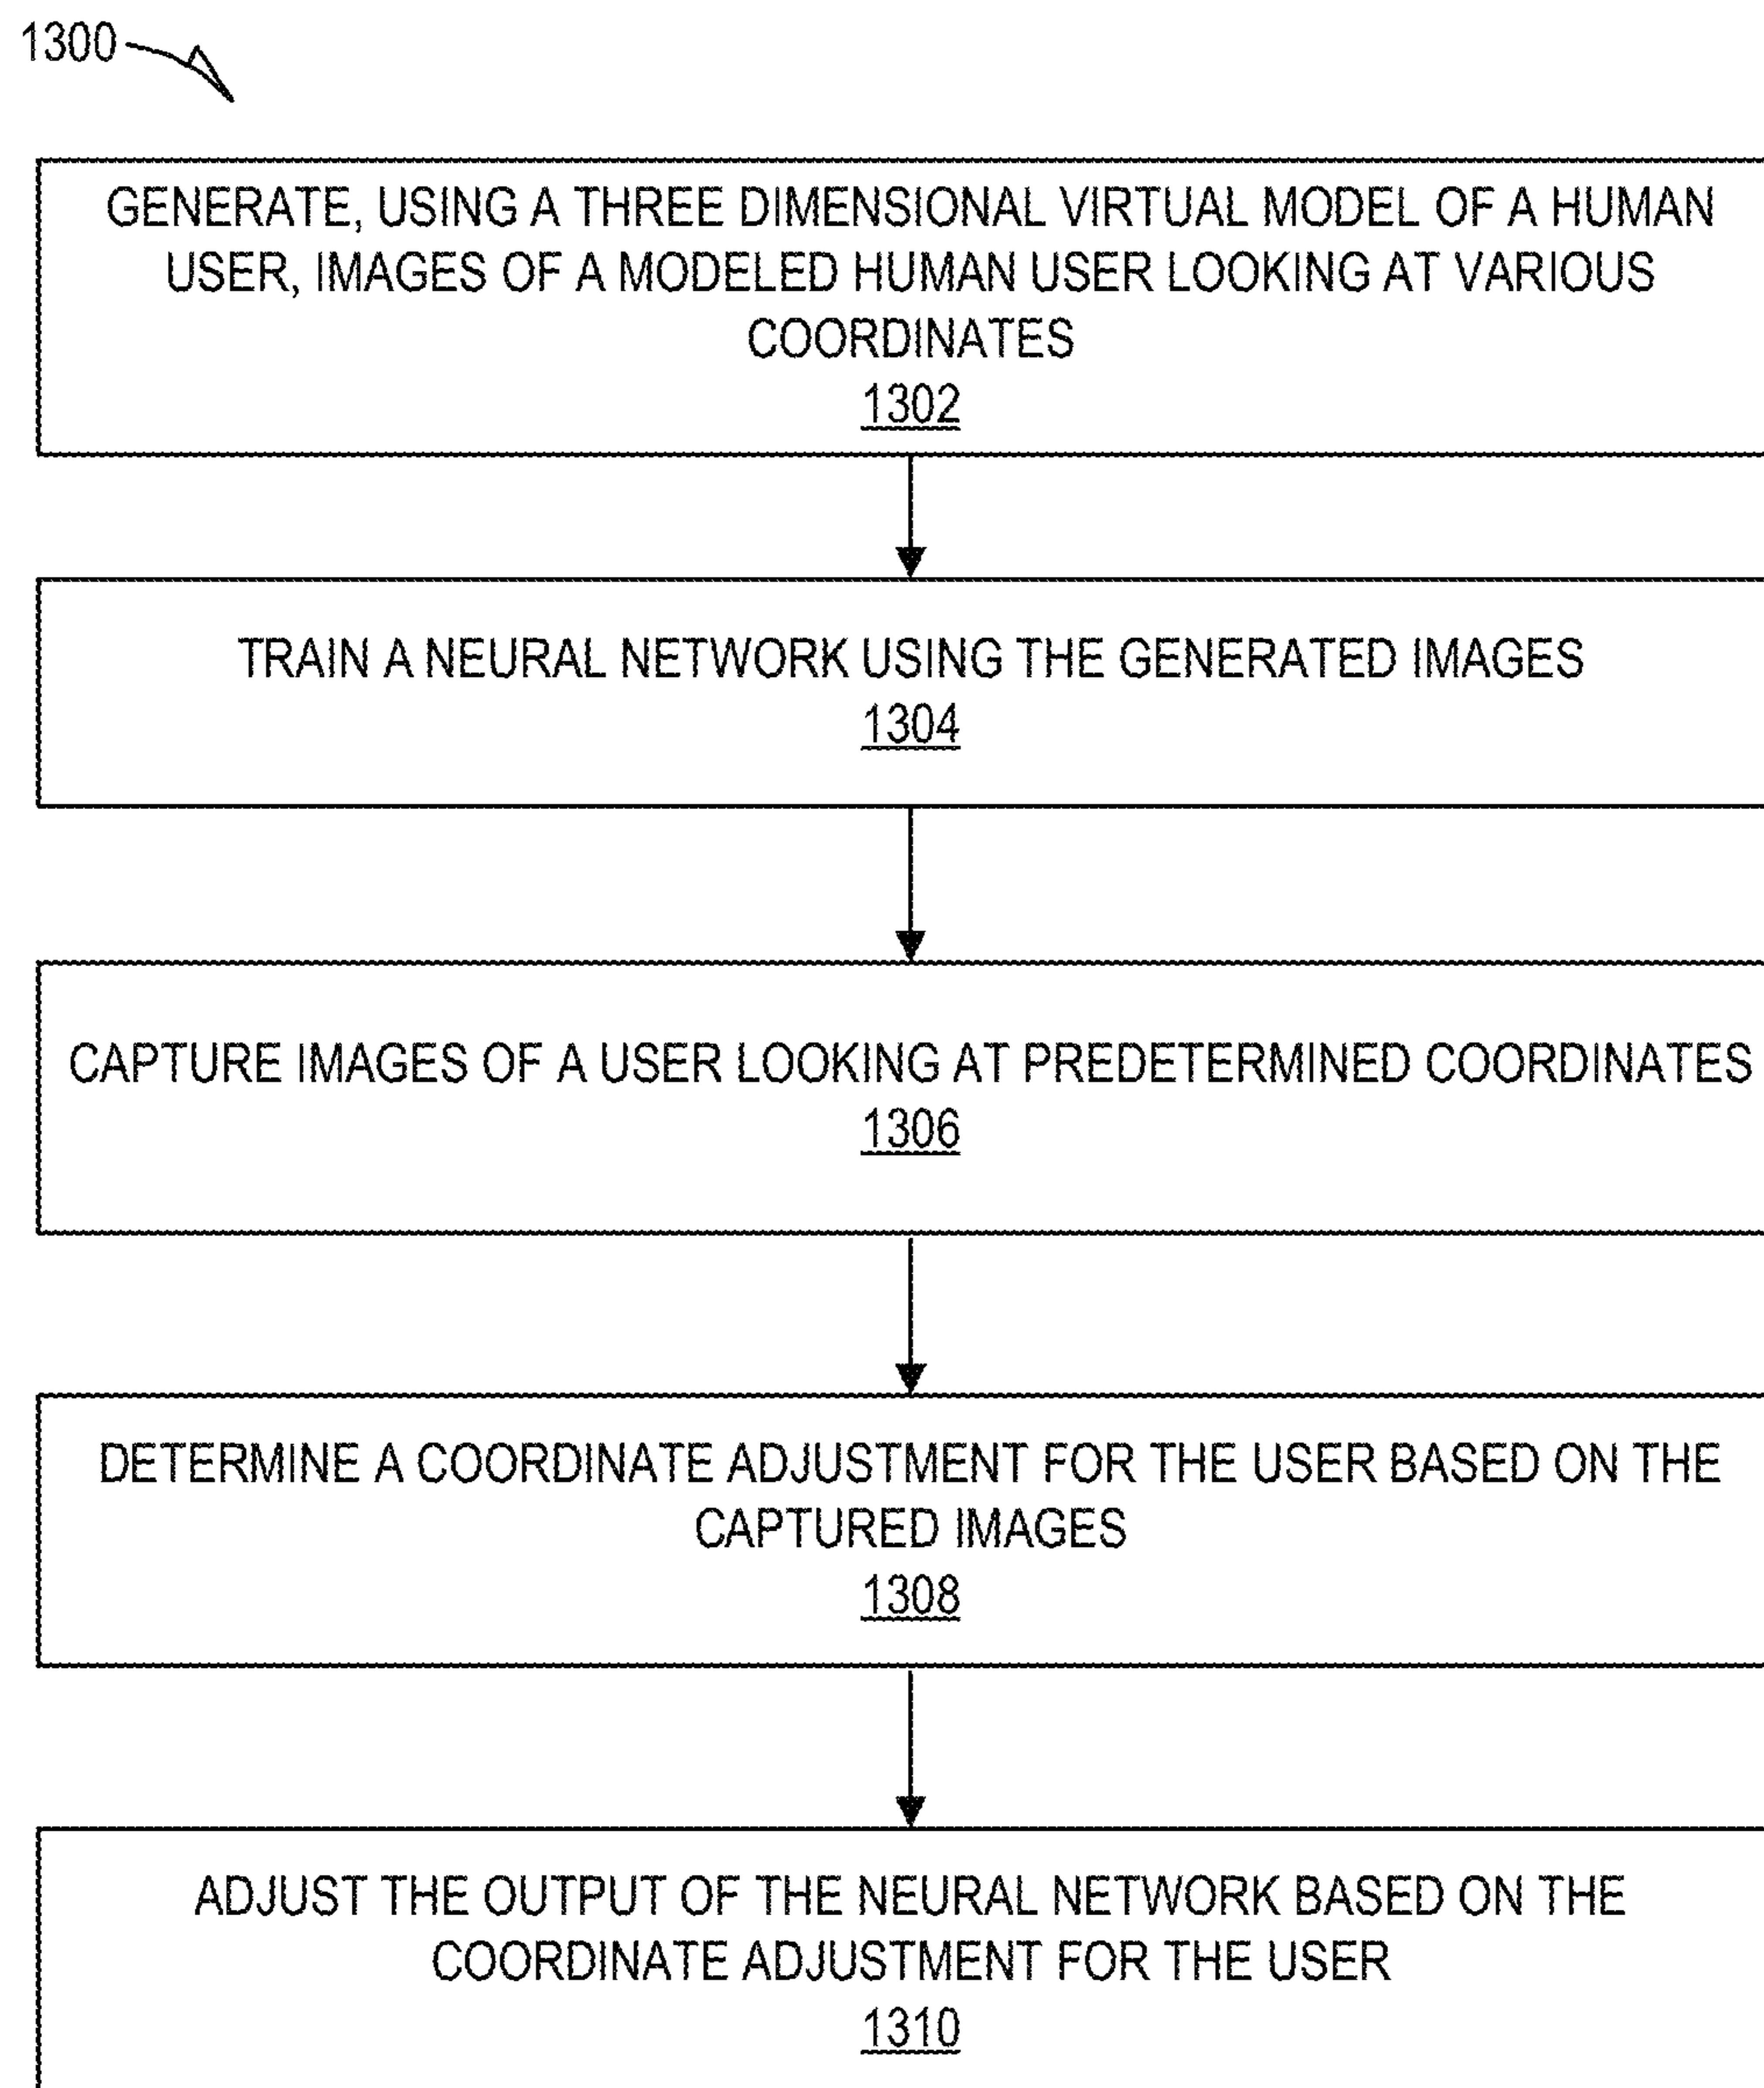 1300
GENERATE, USING A THREE DIMENSIONAL VIRTUAL MODEL OF A HUMAN
USER, IMAGES OF A MODELED HUMAN USER LOOKING AT VARIOUS
COORDINATES
1302
TRAIN A NEURAL NETWORK USING THE GENERATED IMAGES
1304
CAPTURE IMAGES OF A USER LOOKING AT PREDETERMINED COORDINATES
1306
DETERMINE A COORDINATE ADJUSTMENT FOR THE USER BASED ON THE
CAPTURED IMAGES
1308
ADJUST THE OUTPUT OF THE NEURAL NETWORK BASED ON THE
COORDINATE ADJUSTMENT FOR THE USER
1310